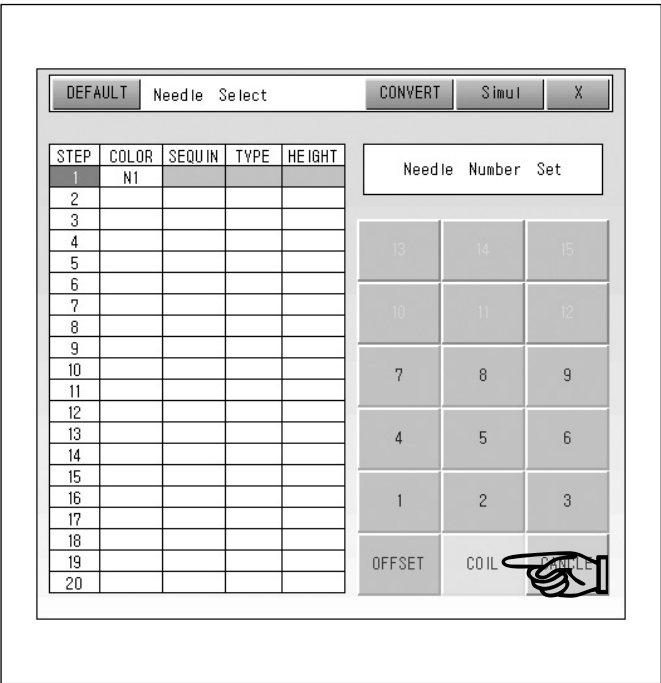 DEFAULT Needle Select CONVERT Simul X
STEP COLOR SEQUIN TYPE HEIGHT
Needle Number Set
1 N1
2
3
4
5
6
7
8
9
10
11
12
13
14
15
16
17
18
19
20
13 14 15
10 11 12
7 8 9
4 5 6
1 2 3
OFFSET COIL CANCLE